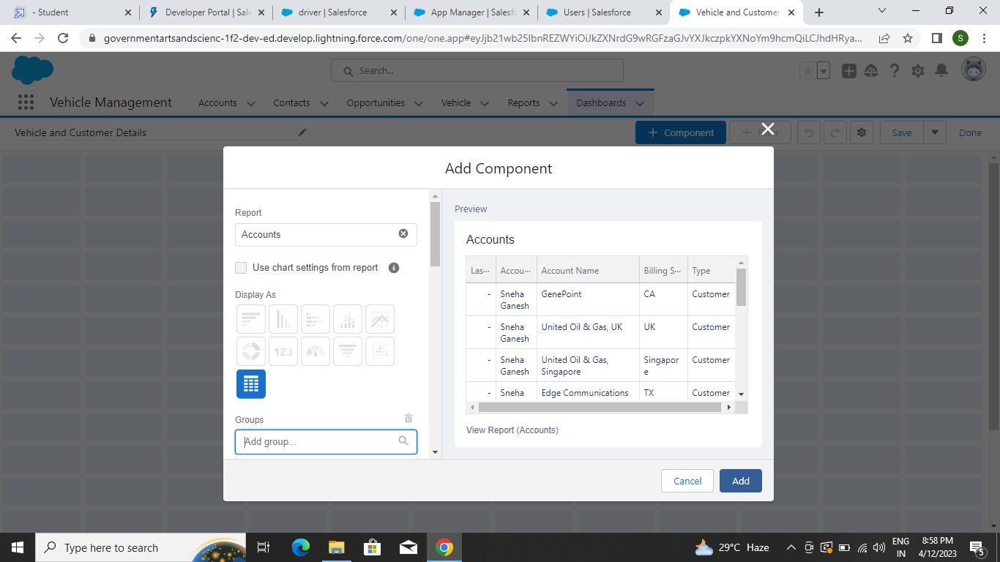 - Student
Developer Portal | Sale
driver | Salesforce
App Manager | Salesfo
Users | Salesforce
Vehicle and Customer
governmentartsandscienc-1f2-dev-ed.develop.lightning.force.com/one/one.app#eyJjb21wb25lbnREZWYiOiJkZXNrdG9wRGFzaGJvYXJkczpkYXNoYm9hcmQiLCJhdHRya...
S
Search...
Vehicle Management
Accounts
Contacts
Opportunities
Vehicle
Reports
Dashboards
Vehicle and Customer Details
+ Component
+
Save
Done
Add Component
Report
Accounts
Use chart settings from report
Display As
123
Groups
Add group...
Preview
Accounts
Las... Accou... Account Name Billing S... Type
- Sneha Ganesh GenePoint CA Customer
- Sneha Ganesh United Oil & Gas, UK UK Customer
- Sneha Ganesh United Oil & Gas, Singapore Singapore Customer
- Sneha Edge Communications TX Customer
View Report (Accounts)
Cancel
Add
Type here to search
29°C Haze
ENG
IN
8:58 PM
4/12/2023
5